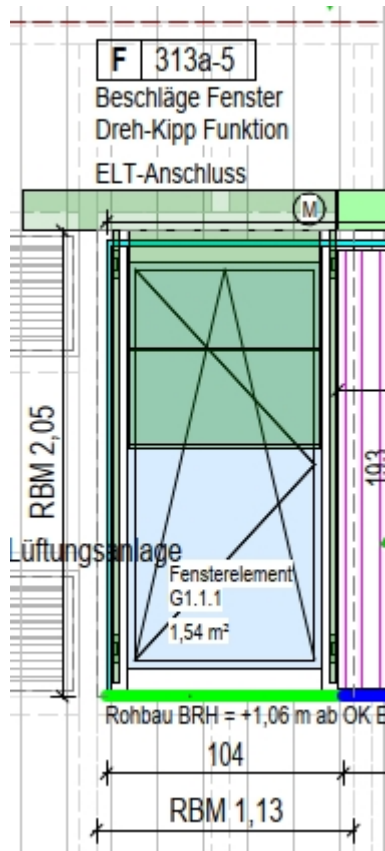 F 313a-5
Beschläge Fenster
Dreh-Kipp Funktion
ELT-Anschluss
M
RBM 2,05
193
Lüftungsanlage
Fensterelement
G1.1.1
1,54 m²
Rohbau BRH = +1,06 m ab OK
104
RBM 1,13